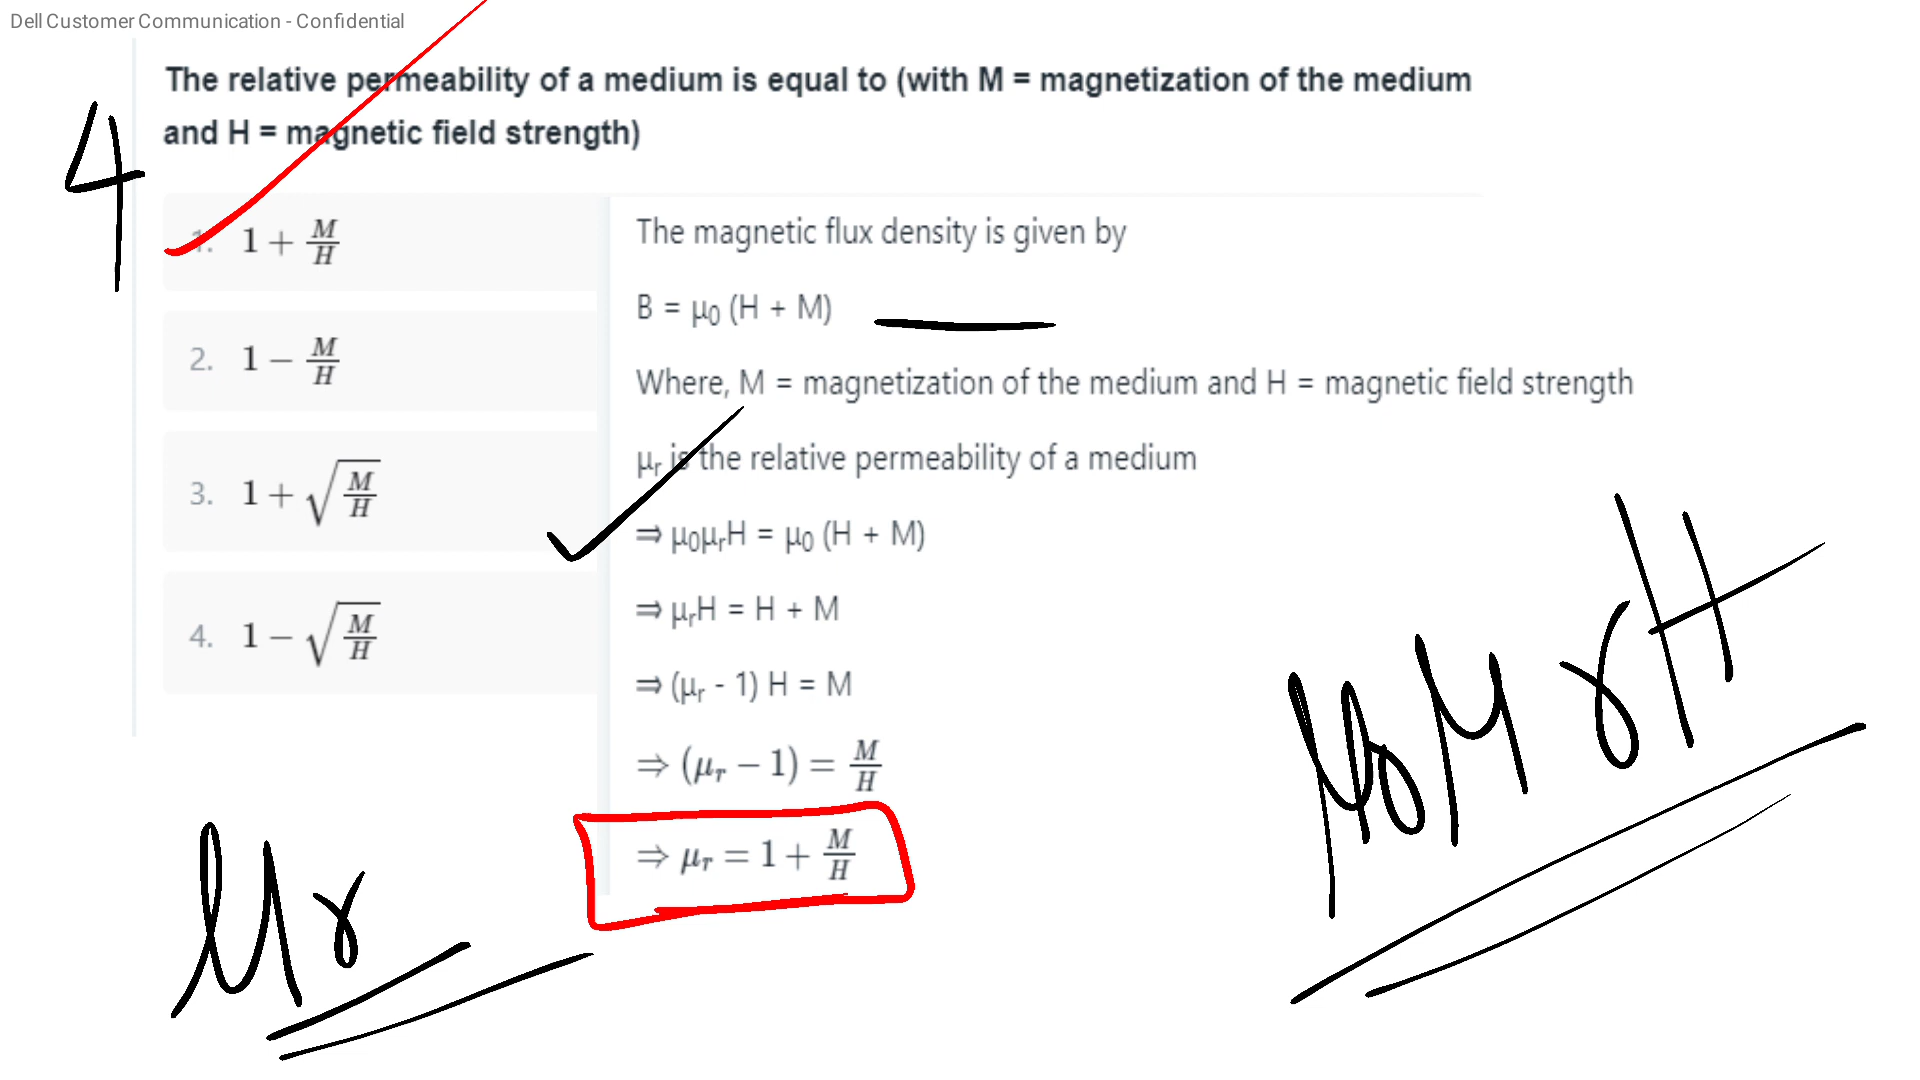 Dell Customer Communication - Confidential
The relative permeability of a medium is equal to (with M = magnetization of the medium
and H = magnetic field strength)
4
1. 1 + M/H
2. 1 − M/H
3. 1 + √(M/H)
4. 1 − √(M/H)
The magnetic flux density is given by
B = μ₀ (H + M)
Where, M = magnetization of the medium and H = magnetic field strength
μᵣ is the relative permeability of a medium
⇒ μ₀μᵣH = μ₀ (H + M)
⇒ μᵣH = H + M
⇒ (μᵣ - 1) H = M
⇒ (μᵣ − 1) = M/H
⇒ μᵣ = 1 + M/H
μr
μ₀μrH